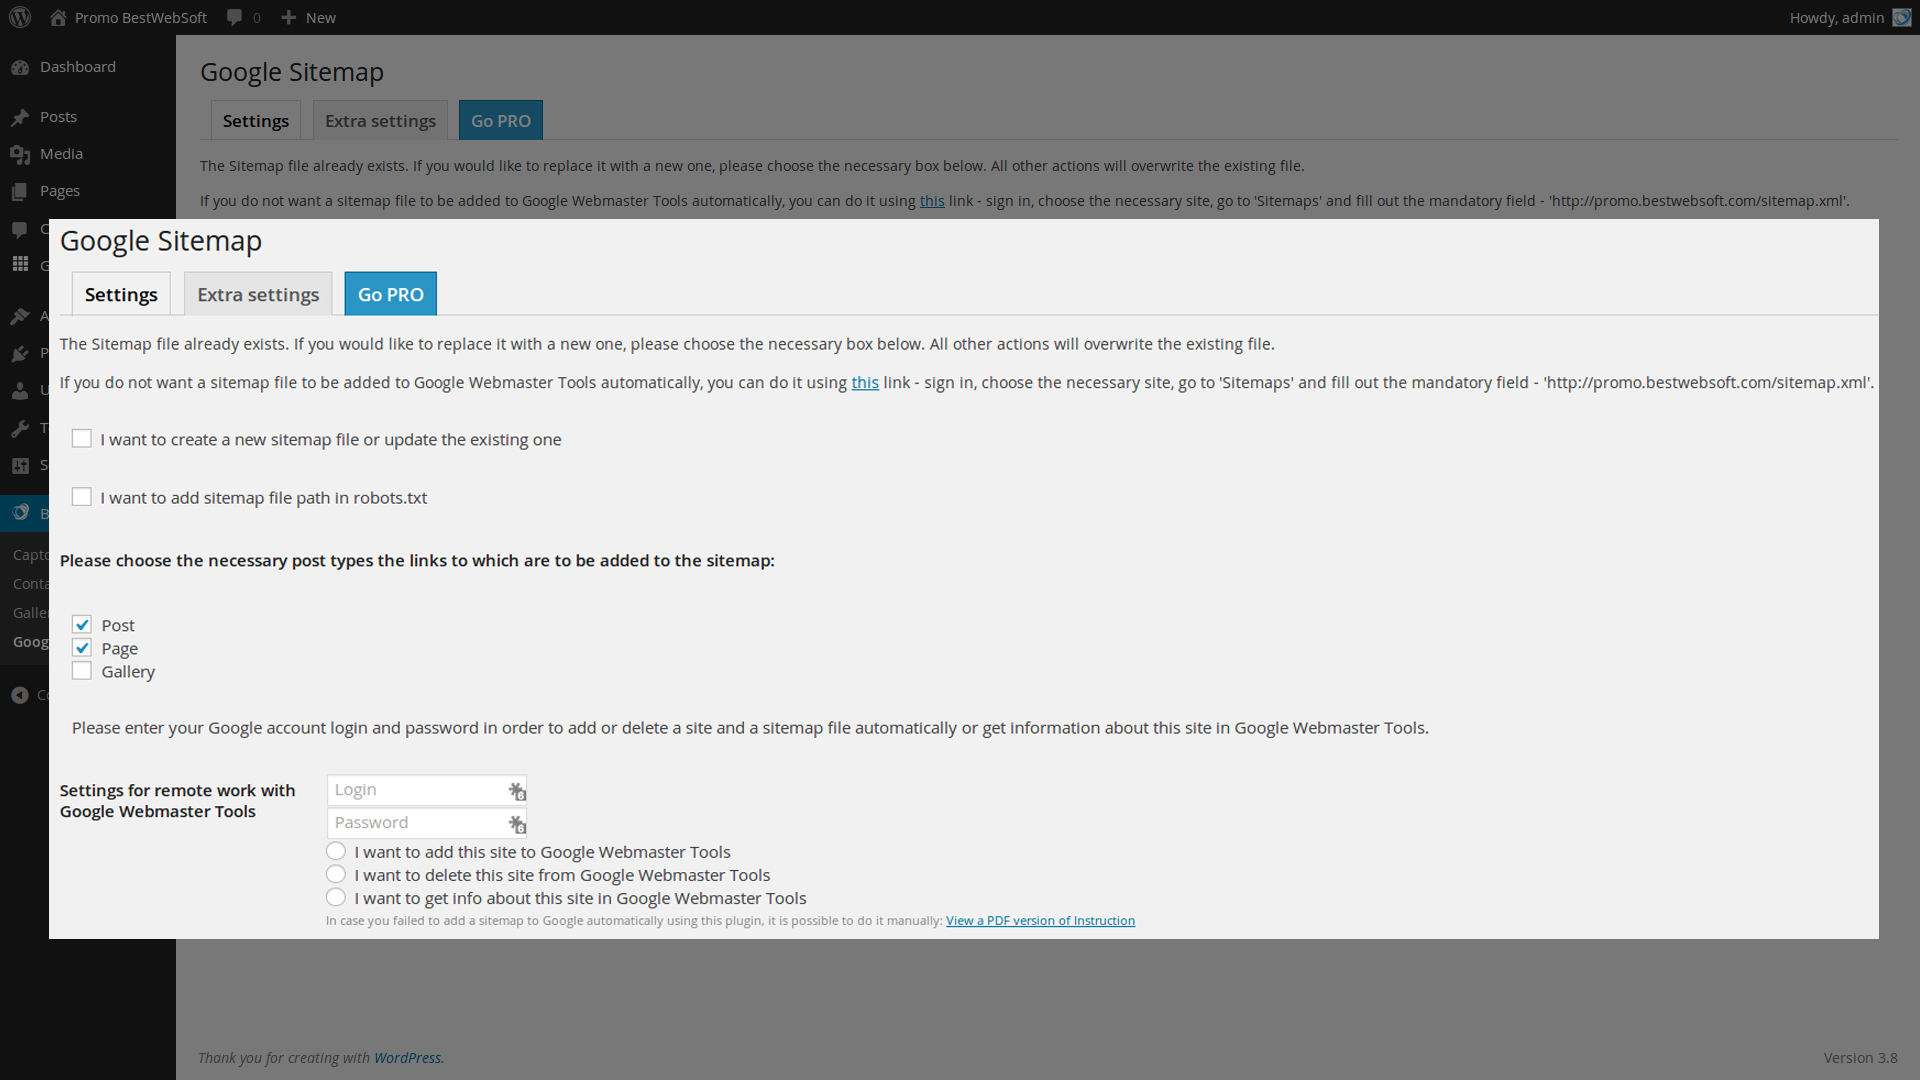 Promo BestWebSoft 0 New Howdy, admin
Dashboard
Posts
Media
Pages
Google Sitemap
Settings Extra settings Go PRO
The Sitemap file already exists. If you would like to replace it with a new one, please choose the necessary box below. All other actions will overwrite the existing file.
If you do not want a sitemap file to be added to Google Webmaster Tools automatically, you can do it using this link - sign in, choose the necessary site, go to 'Sitemaps' and fill out the mandatory field - 'http://promo.bestwebsoft.com/sitemap.xml'.
C
G
A
P
U
T
S
B
Capt
Conta
Galle
Goog
Co
Google Sitemap
Settings Extra settings Go PRO
The Sitemap file already exists. If you would like to replace it with a new one, please choose the necessary box below. All other actions will overwrite the existing file.
If you do not want a sitemap file to be added to Google Webmaster Tools automatically, you can do it using this link - sign in, choose the necessary site, go to 'Sitemaps' and fill out the mandatory field - 'http://promo.bestwebsoft.com/sitemap.xml'.
I want to create a new sitemap file or update the existing one
I want to add sitemap file path in robots.txt
Please choose the necessary post types the links to which are to be added to the sitemap:
Post
Page
Gallery
Please enter your Google account login and password in order to add or delete a site and a sitemap file automatically or get information about this site in Google Webmaster Tools.
Settings for remote work with
Google Webmaster Tools
Login 6
Password 6
I want to add this site to Google Webmaster Tools
I want to delete this site from Google Webmaster Tools
I want to get info about this site in Google Webmaster Tools
In case you failed to add a sitemap to Google automatically using this plugin, it is possible to do it manually: View a PDF version of Instruction
Thank you for creating with WordPress. Version 3.8